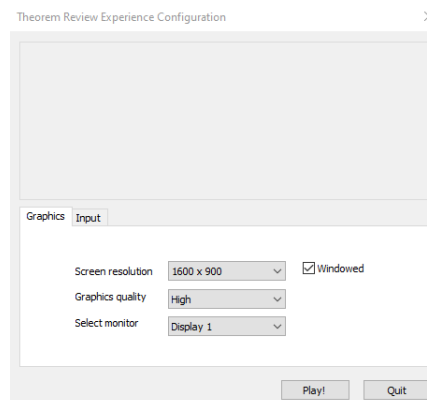 Theorem Review Experience Configuration
Graphics Input
Screen resolution 1600 x 900 Windowed
Graphics quality High
Select monitor Display 1
Play! Quit